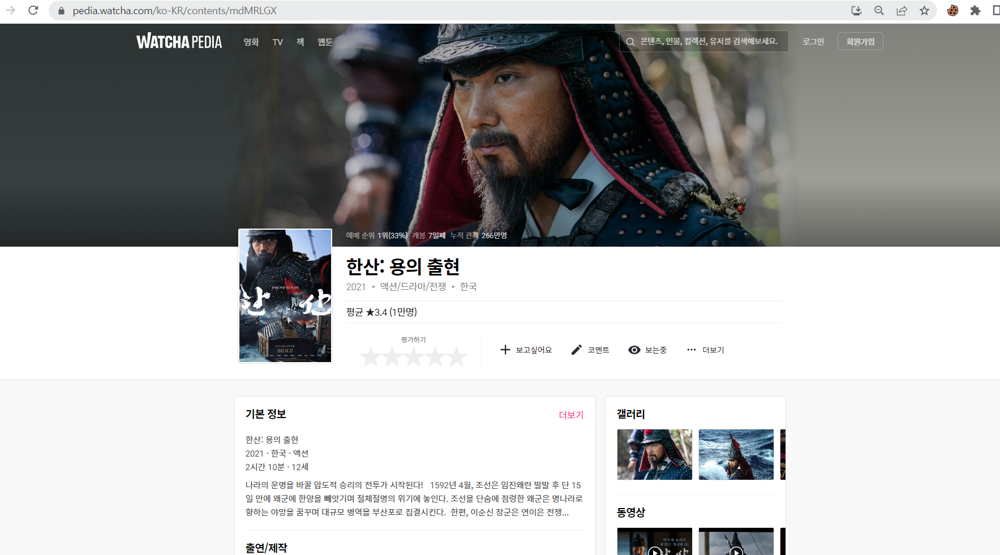 pedia.watcha.com/ko-KR/contents/mdMRLGX
WATCHA PEDIA 영화 TV 책 웹툰 콘텐츠, 인물, 컬렉션, 유저를 검색해보세요. 로그인 회원가입
예매 순위 1위(33%) 개봉 7일째 누적 관객 266만명
한산: 용의 출현
2021 • 액션/드라마/전쟁 • 한국
평균 ★3.4 (1만명)
평가하기
보고싶어요 코멘트 보는중 더보기
한산
2022.07.27
기본 정보 더보기
한산: 용의 출현
2021 · 한국 · 액션
2시간 10분 · 12세
나라의 운명을 바꿀 압도적 승리의 전투가 시작된다! 1592년 4월, 조선은 임진왜란 발발 후 단 15
일 만에 왜군에 한양을 빼앗기며 절체절명의 위기에 놓인다. 조선을 단숨에 점령한 왜군은 명나라로
향하는 야망을 꿈꾸며 대규모 병역을 부산포로 집결시킨다. 한편, 이순신 장군은 연이은 전쟁...
출연/제작
갤러리
동영상